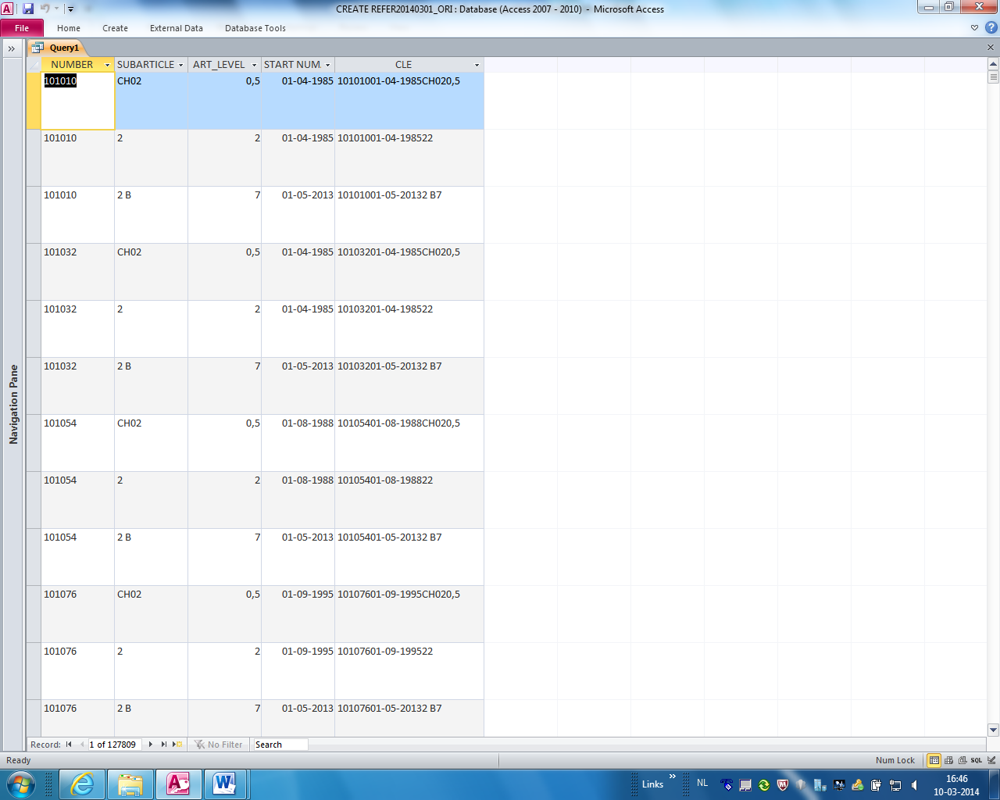 CREATE REFER20140301_ORI : Database (Access 2007 - 2010) - Microsoft Access
File Home Create External Data Database Tools
Query1
NUMBER SUBARTICLE ART_LEVEL START NUM. CLE
101010 CH02 0,5 01-04-1985 10101001-04-1985CH020,5
101010 2 2 01-04-1985 10101001-04-198522
101010 2 B 7 01-05-2013 10101001-05-20132 B7
101032 CH02 0,5 01-04-1985 10103201-04-1985CH020,5
101032 2 2 01-04-1985 10103201-04-198522
101032 2 B 7 01-05-2013 10103201-05-20132 B7
101054 CH02 0,5 01-08-1988 10105401-08-1988CH020,5
101054 2 2 01-08-1988 10105401-08-198822
101054 2 B 7 01-05-2013 10105401-05-20132 B7
101076 CH02 0,5 01-09-1995 10107601-09-1995CH020,5
101076 2 2 01-09-1995 10107601-09-199522
101076 2 B 7 01-05-2013 10107601-05-20132 B7
Navigation Pane
Record: 1 of 127809 No Filter Search
Ready Num Lock SQL
Links NL 16:46
10-03-2014